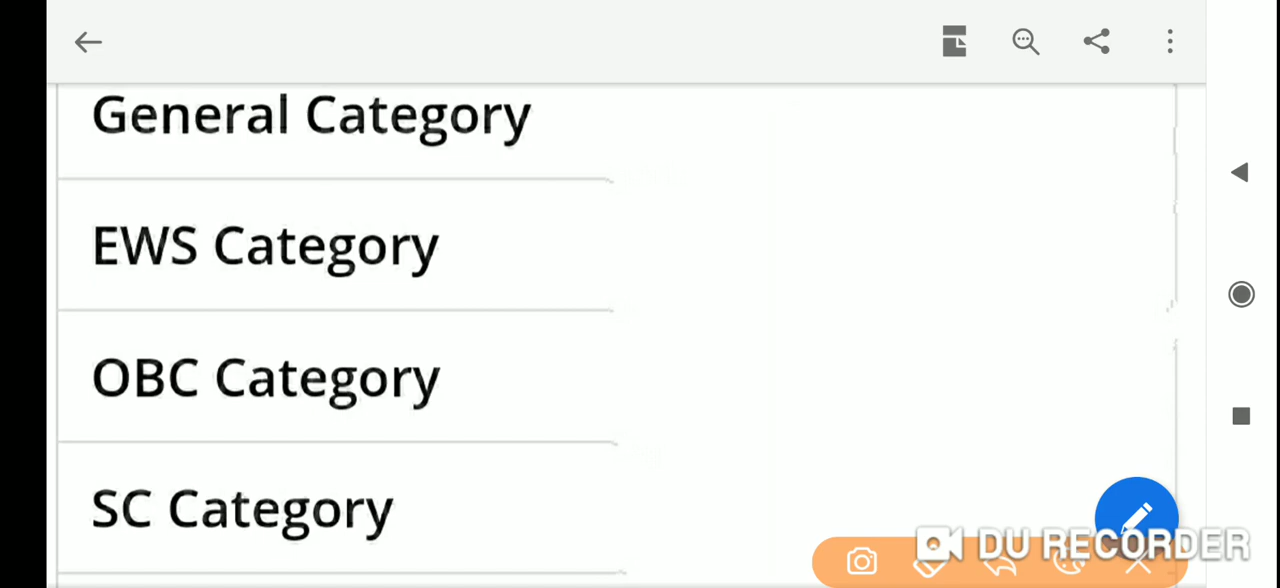 General Category
EWS Category
OBC Category
SC Category
DU RECORDER